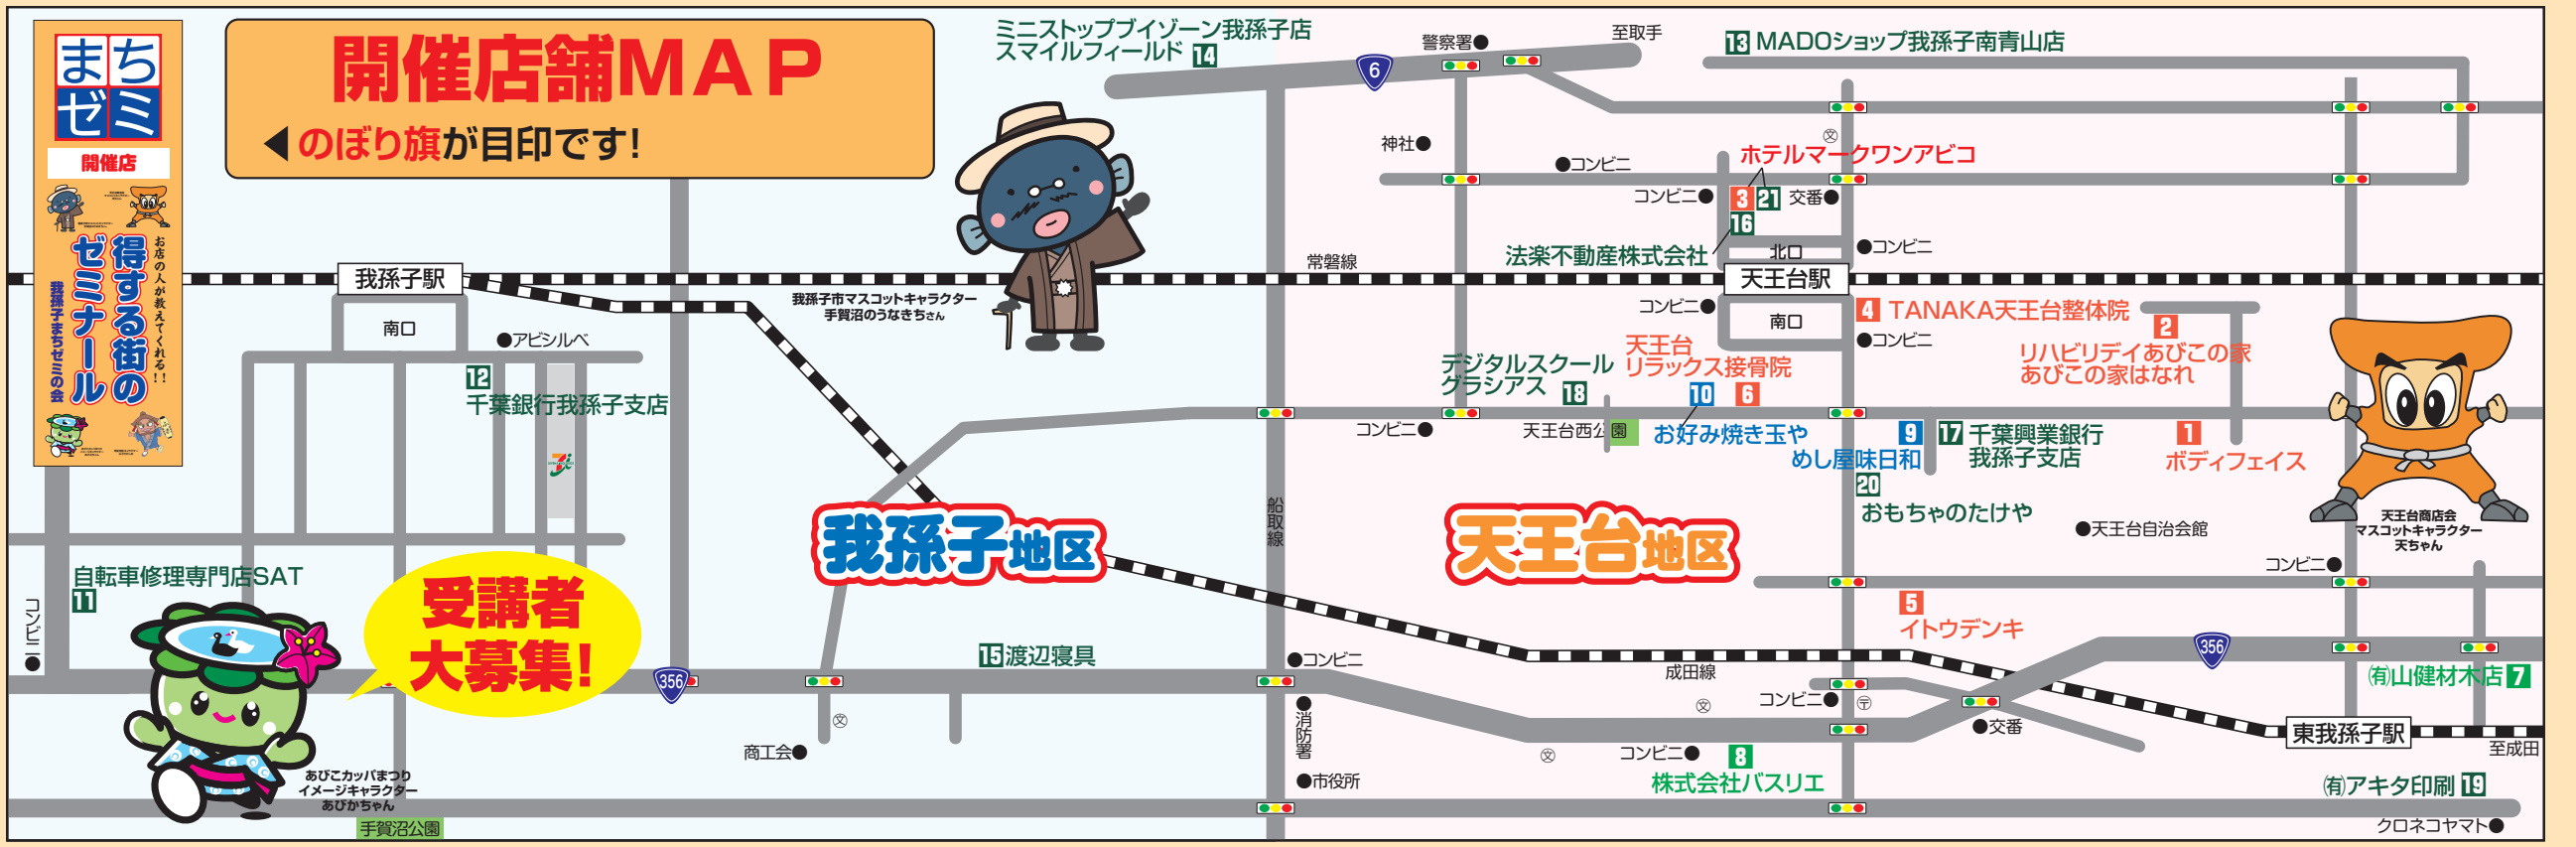 まち
ゼミ
開催店
お店の人が教えてくれる!!
得する街の
ゼミナール
我孫子まちゼミの会
開催店舗MAP
◀のぼり旗が目印です!
ミニストップブイゾーン我孫子店
スマイルフィールド 14
警察署●
至取手
6
13 MADOショップ我孫子南青山店
神社●
●コンビニ
文
ホテルマークワンアビコ
コンビニ●
3 21
交番●
16
法楽不動産株式会社
北口
●コンビニ
常磐線
我孫子駅
天王台駅
南口
●アビシルベ
我孫子市マスコットキャラクター
手賀沼のうなきちさん
コンビニ●
南口
4 TANAKA天王台整体院
●コンビニ
2
リハビリデイあびこの家
あびこの家はなれ
12
千葉銀行我孫子支店
デジタルスクール
グラシアス 18
天王台
リラックス接骨院
10 6
コンビニ●
天王台西公園
お好み焼き玉や
9
めし屋味日和
17 千葉興業銀行
我孫子支店
1
ボディフェイス
20
おもちゃのたけや
●天王台自治会館
天王台商店会
マスコットキャラクター
天ちゃん
船取線
我孫子地区
天王台地区
コンビニ●
自転車修理専門店SAT
11
コンビニ●
受講者
大募集!
5
イトウデンキ
15 渡辺寝具
●コンビニ
成田線
356
356
㈲山健材木店 7
コンビニ●
〒
文
●消防署
文
商工会●
文
コンビニ●
●交番
東我孫子駅
至成田
8
株式会社バスリエ
●市役所
あびこカッパまつり
イメージキャラクター
あびかちゃん
手賀沼公園
㈲アキタ印刷 19
クロネコヤマト●